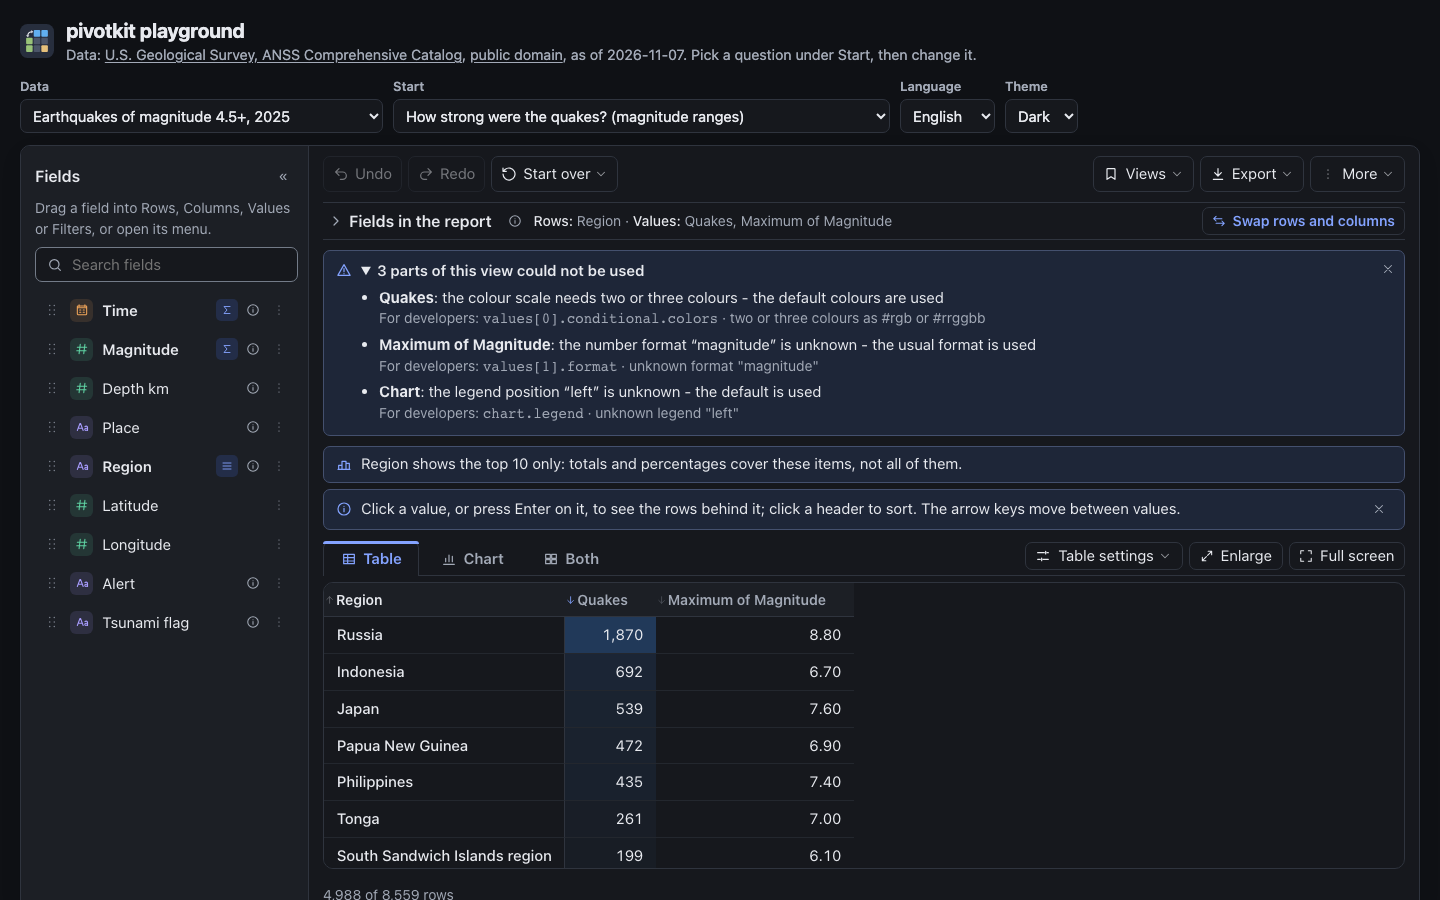 pivotkit playground
Data: U.S. Geological Survey, ANSS Comprehensive Catalog, public domain, as of 2026-11-07. Pick a question under Start, then change it.
Data
Start
Language
Theme
Earthquakes of magnitude 4.5+, 2025
How strong were the quakes? (magnitude ranges)
English
Dark
Fields
«
Drag a field into Rows, Columns, Values
or Filters, or open its menu.
Search fields
Time
Σ
# Magnitude
Σ
# Depth km
Aa Place
Aa Region
# Latitude
# Longitude
Aa Alert
Aa Tsunami flag
Undo
Redo
Start over
Views
Export
More
Fields in the report
Rows: Region · Values: Quakes, Maximum of Magnitude
Swap rows and columns
3 parts of this view could not be used
• Quakes: the colour scale needs two or three colours - the default colours are used
For developers: values[0].conditional.colors · two or three colours as #rgb or #rrggbb
• Maximum of Magnitude: the number format “magnitude” is unknown - the usual format is used
For developers: values[1].format · unknown format "magnitude"
• Chart: the legend position “left” is unknown - the default is used
For developers: chart.legend · unknown legend "left"
Region shows the top 10 only: totals and percentages cover these items, not all of them.
Click a value, or press Enter on it, to see the rows behind it; click a header to sort. The arrow keys move between values.
Table
Chart
Both
Table settings
Enlarge
Full screen
↑ Region ↓ Quakes ↓ Maximum of Magnitude
Russia 1,870 8.80
Indonesia 692 6.70
Japan 539 7.60
Papua New Guinea 472 6.90
Philippines 435 7.40
Tonga 261 7.00
South Sandwich Islands region 199 6.10
4,988 of 8,559 rows